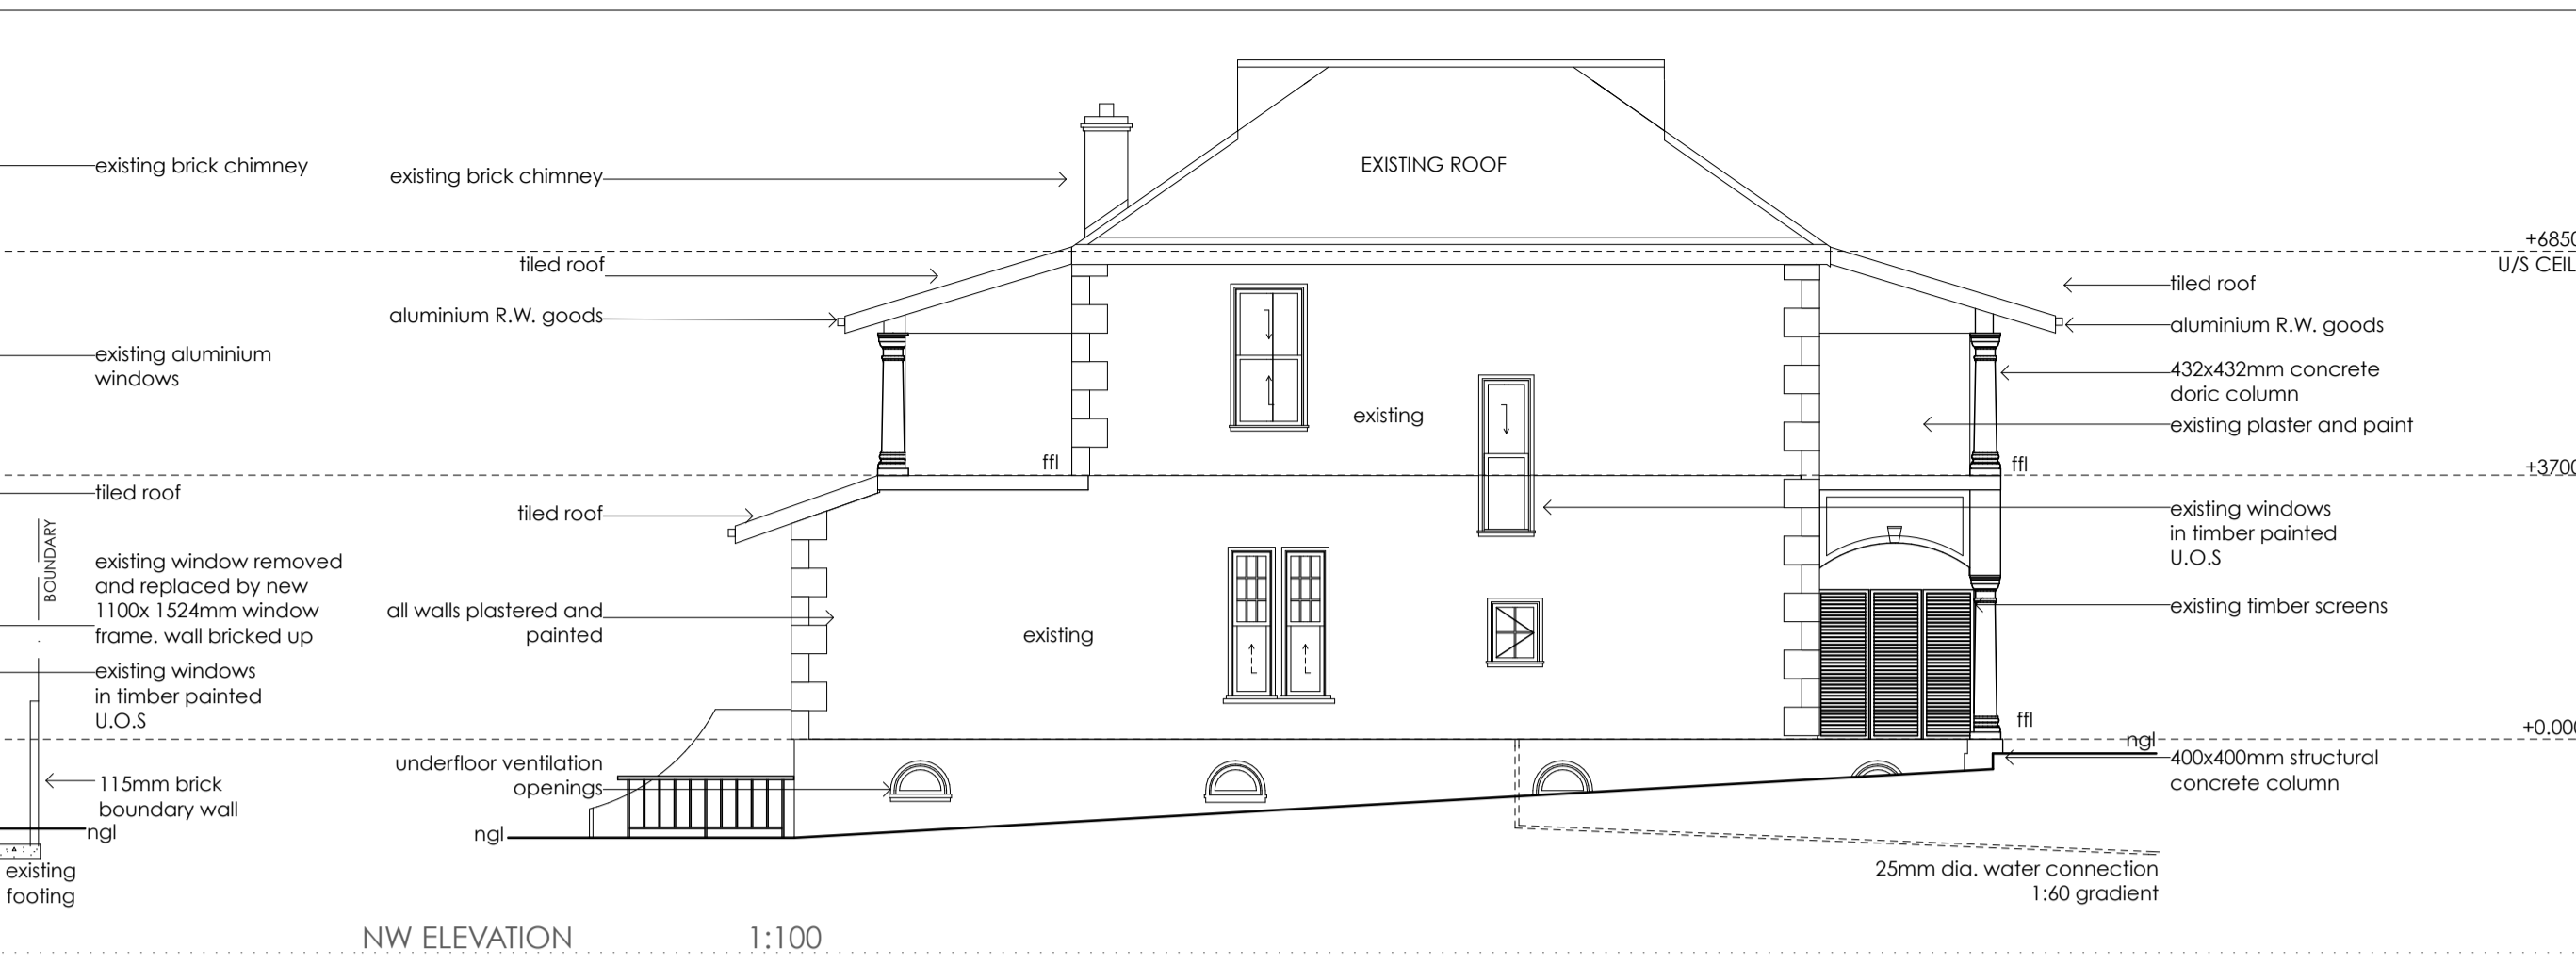 existing brick chimney
existing aluminium
windows
tiled roof
BOUNDARY
existing window removed
and replaced by new
1100x 1524mm window
frame. wall bricked up
existing windows
in timber painted
U.O.S
115mm brick
boundary wall
ngl
existing
footing
existing brick chimney
tiled roof
aluminium R.W. goods
tiled roof
all walls plastered and
painted
underfloor ventilation
openings
ngl
EXISTING ROOF
existing
ffl
existing
ffl
ffl
ngl
+6850
U/S CEIL
tiled roof
aluminium R.W. goods
432x432mm concrete
doric column
existing plaster and paint
+3700
existing windows
in timber painted
U.O.S
existing timber screens
+0.000
400x400mm structural
concrete column
25mm dia. water connection
1:60 gradient
NW ELEVATION 1:100